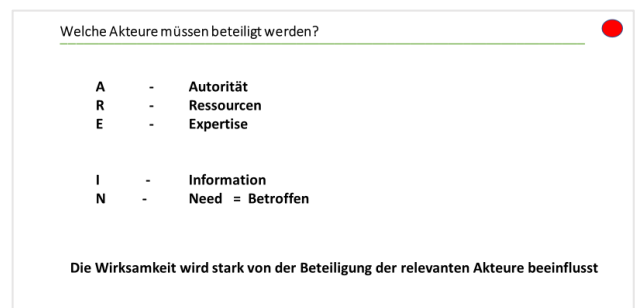 Welche Akteure müssen beteiligt werden?
A - Autorität
R - Ressourcen
E - Expertise
I - Information
N - Need = Betroffen
Die Wirksamkeit wird stark von der Beteiligung der relevanten Akteure beeinflusst